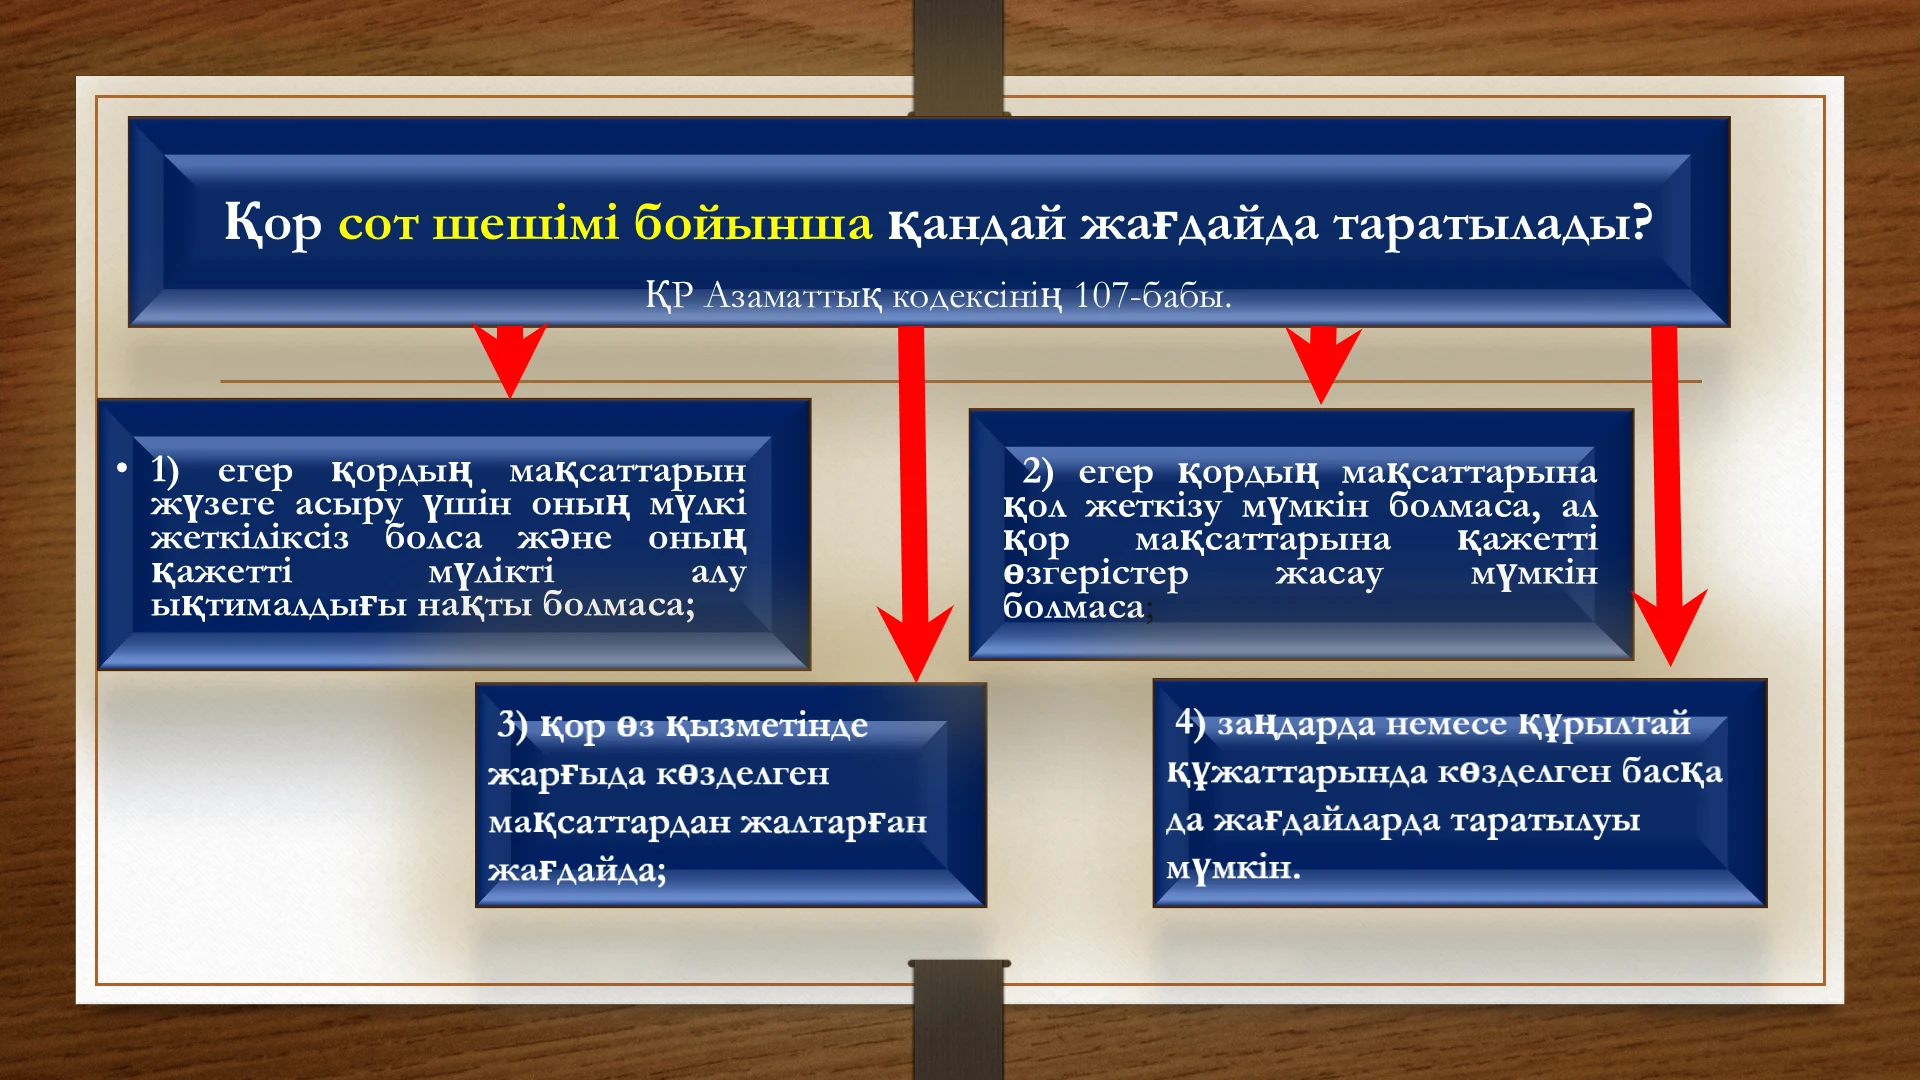 Қор сот шешімі бойынша қандай жағдайда таратылады?
ҚР Азаматтық кодексінің 107-бабы.
• 1) егер қордың мақсаттарын
жүзеге асыру үшін оның мүлкі
жеткіліксіз болса және оның
қажетті мүлікті алу
ықтималдығы нақты болмаса;
2) егер қордың мақсаттарына
қол жеткізу мүмкін болмаса, ал
қор мақсаттарына қажетті
өзгерістер жасау мүмкін
болмаса;
3) қор өз қызметінде
жарғыда көзделген
мақсаттардан жалтарған
жағдайда;
4) заңдарда немесе құрылтай
құжаттарында көзделген басқа
да жағдайларда таратылуы
мүмкін.